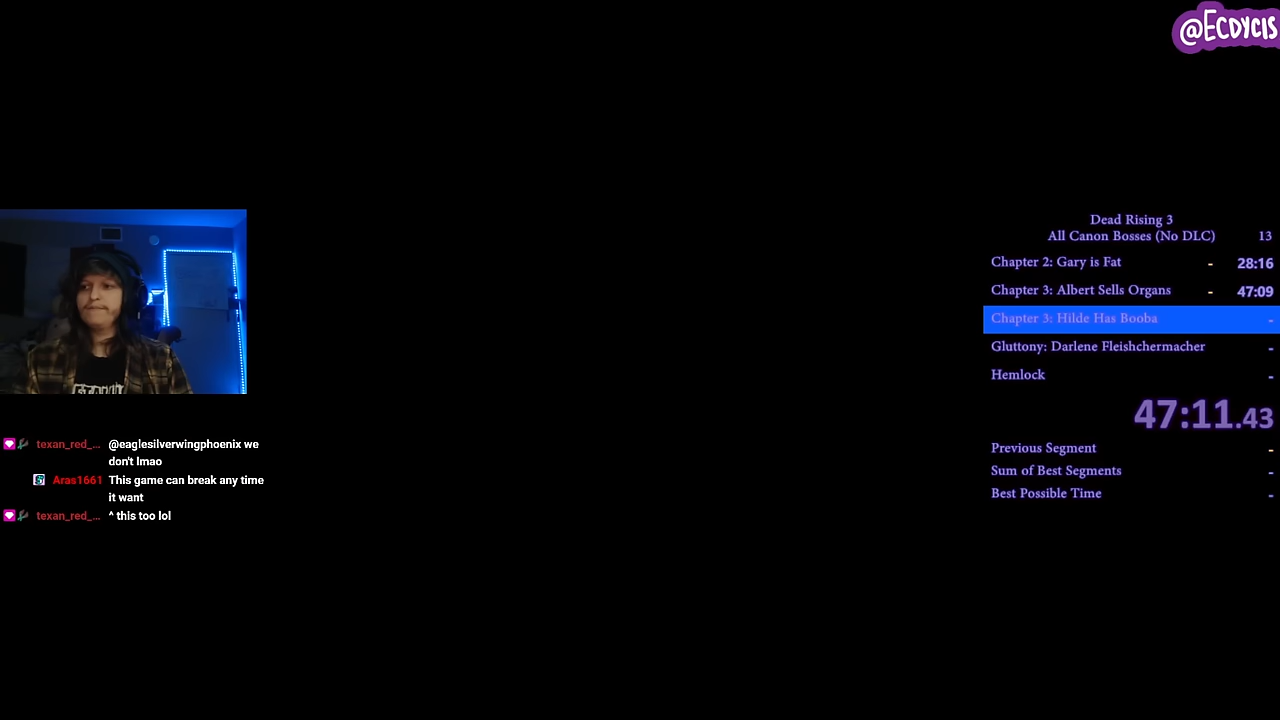 @ECDYCIS
Dead Rising 3
All Canon Bosses (No DLC) 13
Chapter 2: Gary is Fat - 28:16
Chapter 3: Albert Sells Organs - 47:09
Chapter 3: Hilde Has Booba -
Gluttony: Darlene Fleishchermacher -
Hemlock -
47:11.43
Previous Segment -
Sum of Best Segments -
Best Possible Time -
texan_red_... @eaglesilverwingphoenix we
don't lmao
Aras1661 This game can break any time
it want
texan_red_... ^ this too lol